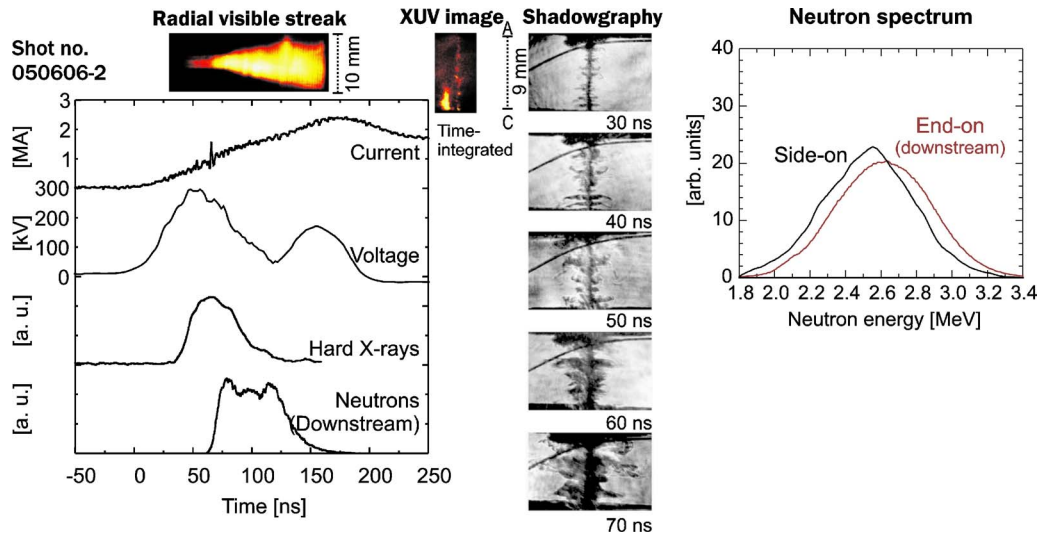 Radial visible streak
XUV image
Shadowgraphy
Neutron spectrum
Shot no.
050606-2
10 mm
A
9 mm
C
Time-
integrated
3
2
1
0
[MA]
Current
300
200
100
0
[kV]
Voltage
[a. u.]
Hard X-rays
[a. u.]
Neutrons
(Downstream)
-50 0 50 100 150 200 250
Time [ns]
30 ns
40 ns
50 ns
60 ns
70 ns
40
30
20
10
0
[arb. units]
Side-on
End-on
(downstream)
1.8 2.0 2.2 2.4 2.6 2.8 3.0 3.2 3.4
Neutron energy [MeV]